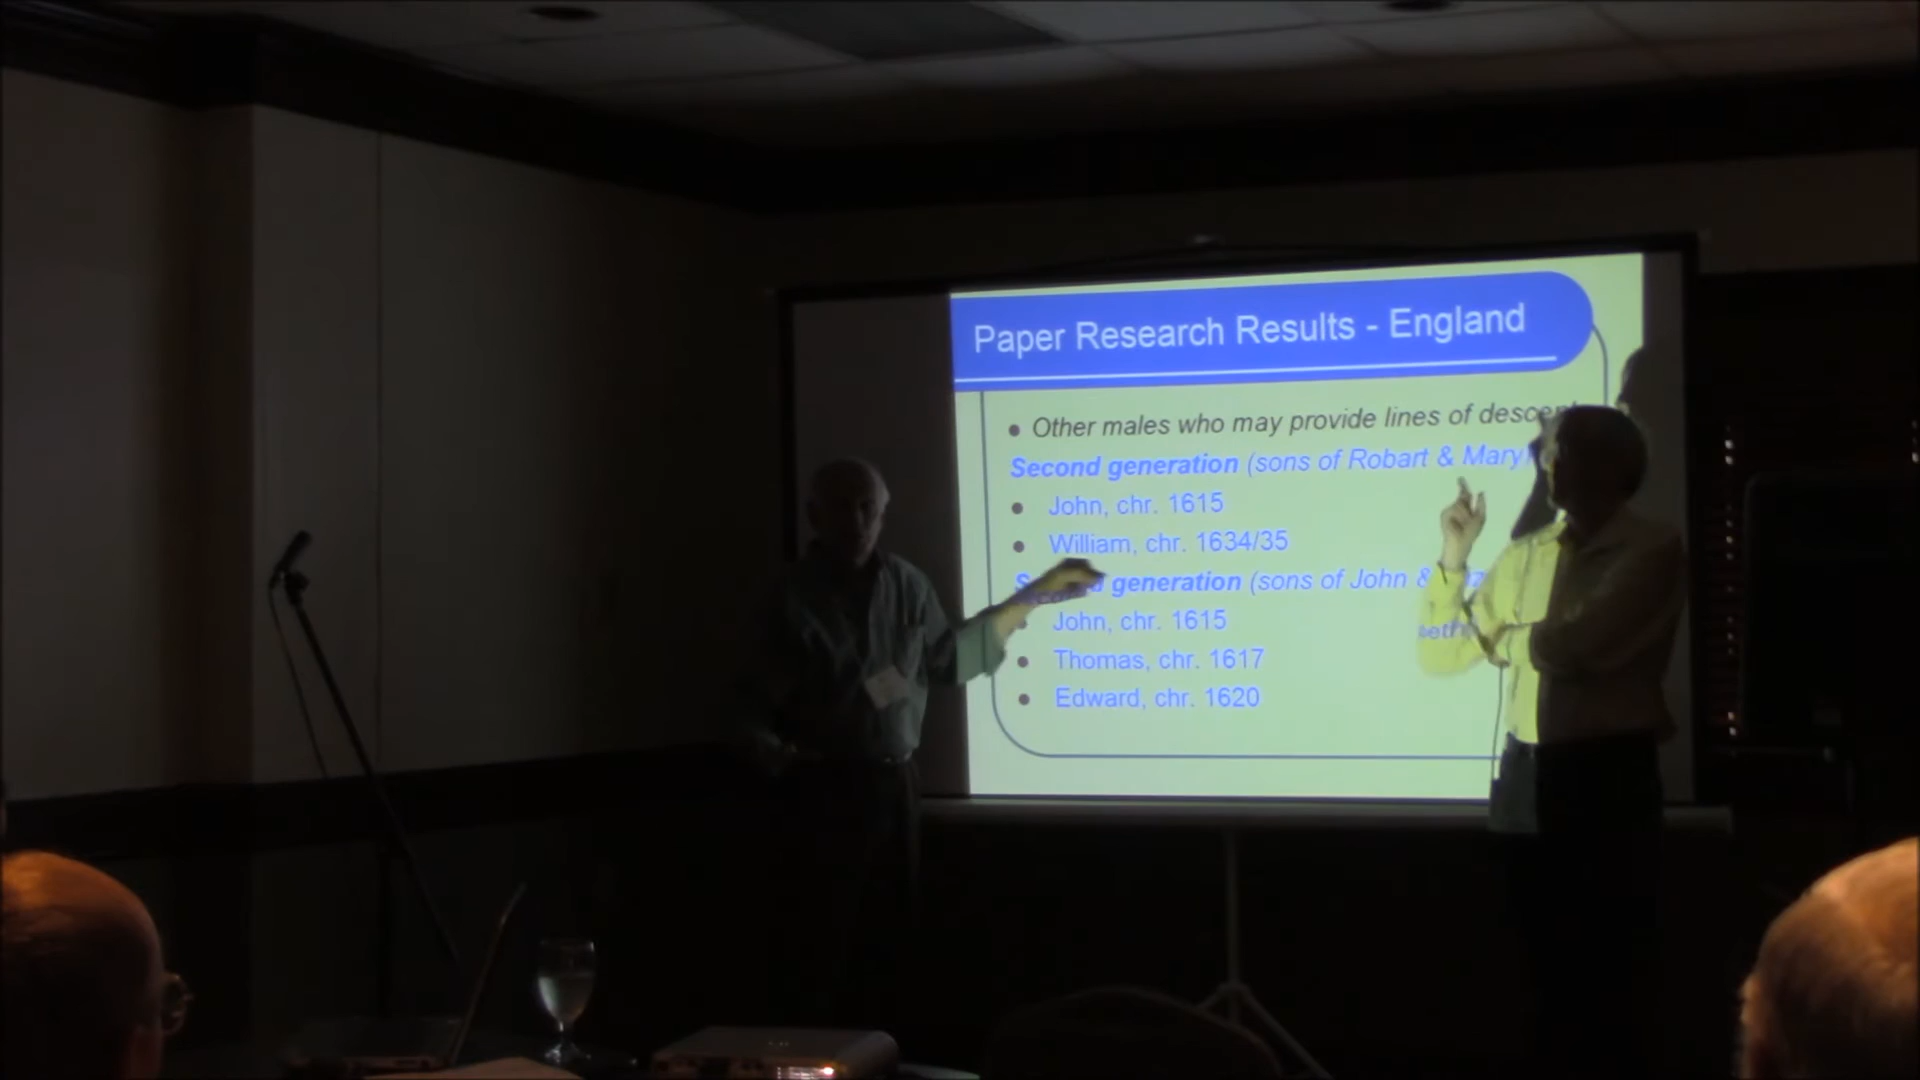 Paper Research Results - England
● Other males who may provide lines of descent
Second generation (sons of Robart & Mary)
● John, chr. 1615
● William, chr. 1634/35
generation (sons of John &
John, chr. 1615
● Thomas, chr. 1617
● Edward, chr. 1620